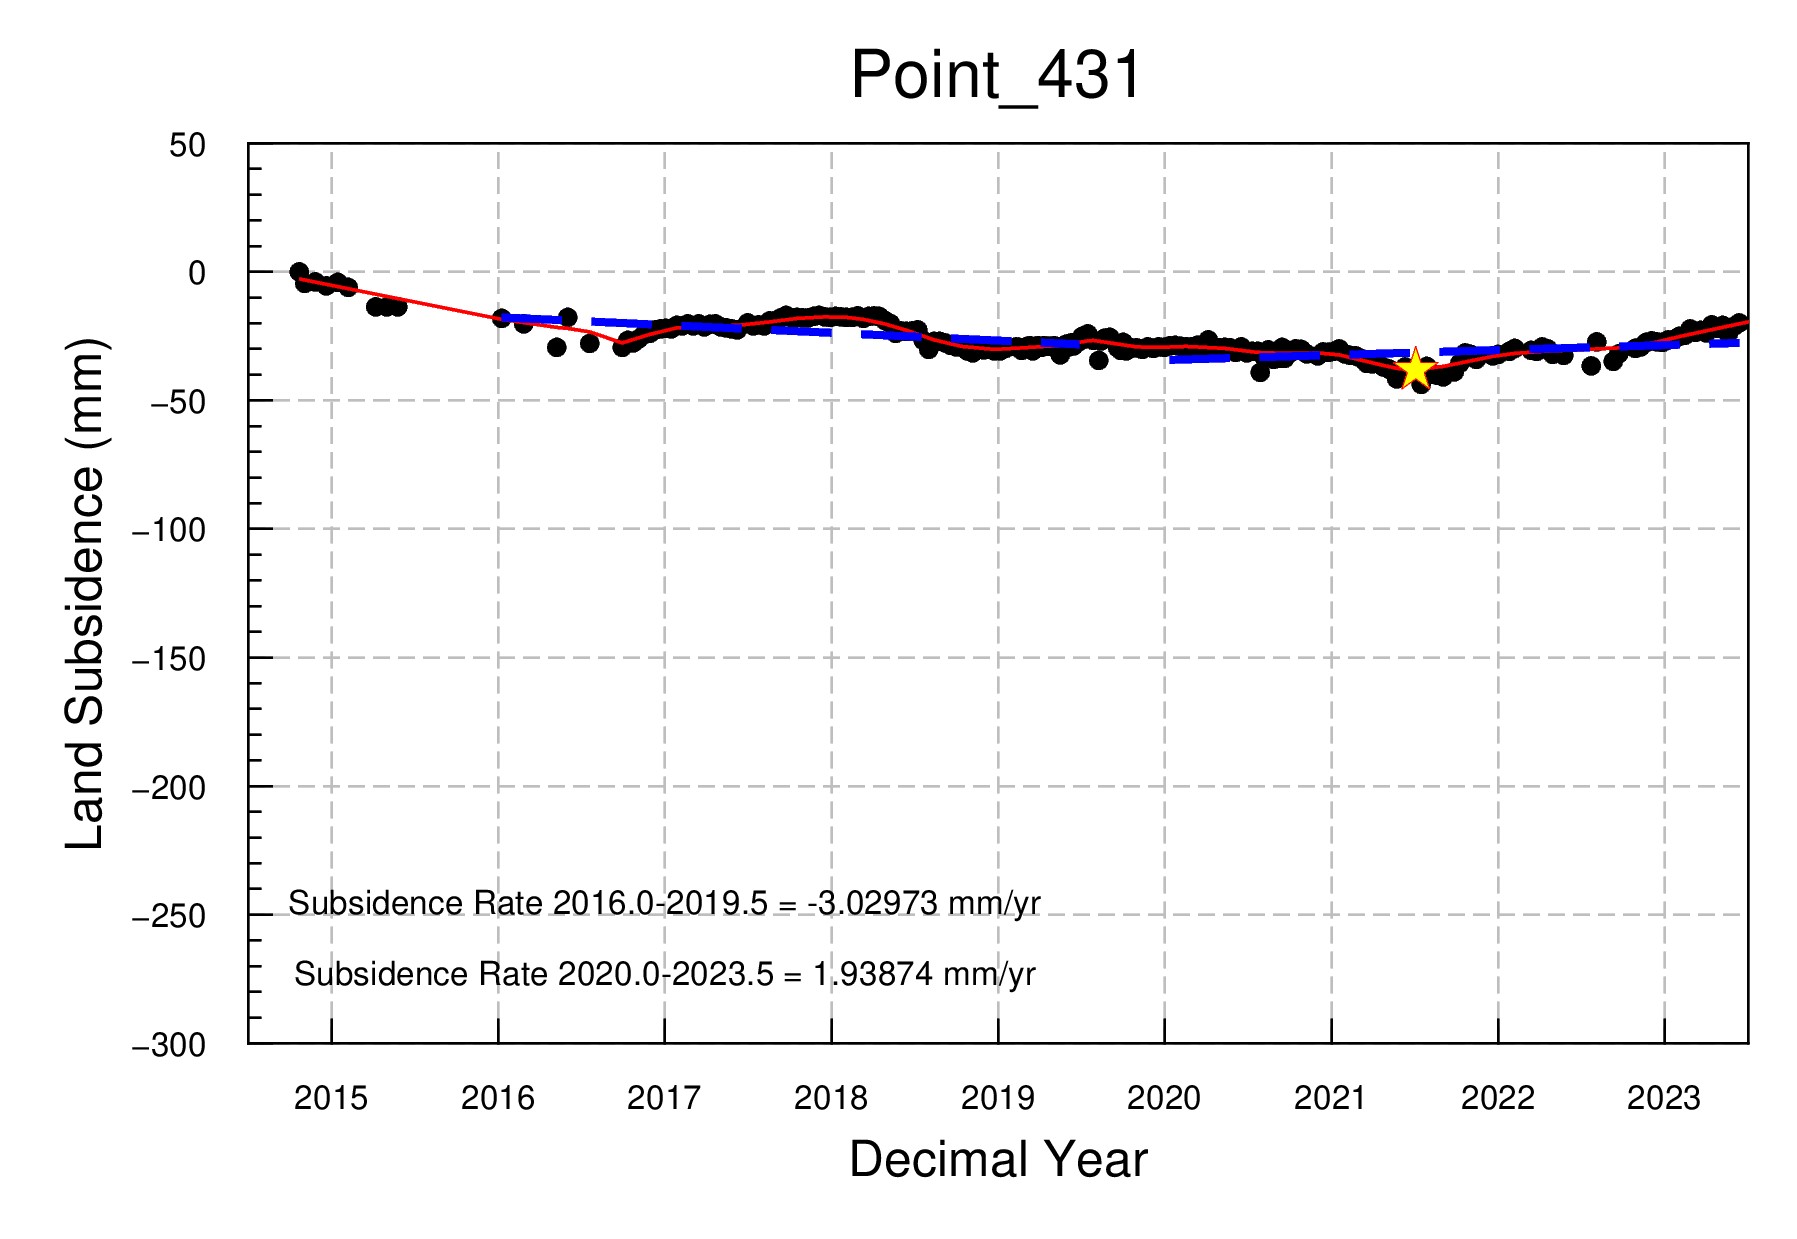 Point_431
50
0
−50
−100
−150
−200
−250
−300
Land Subsidence (mm)
Subsidence Rate 2016.0-2019.5 = -3.02973 mm/yr
Subsidence Rate 2020.0-2023.5 = 1.93874 mm/yr
2015 2016 2017 2018 2019 2020 2021 2022 2023
Decimal Year